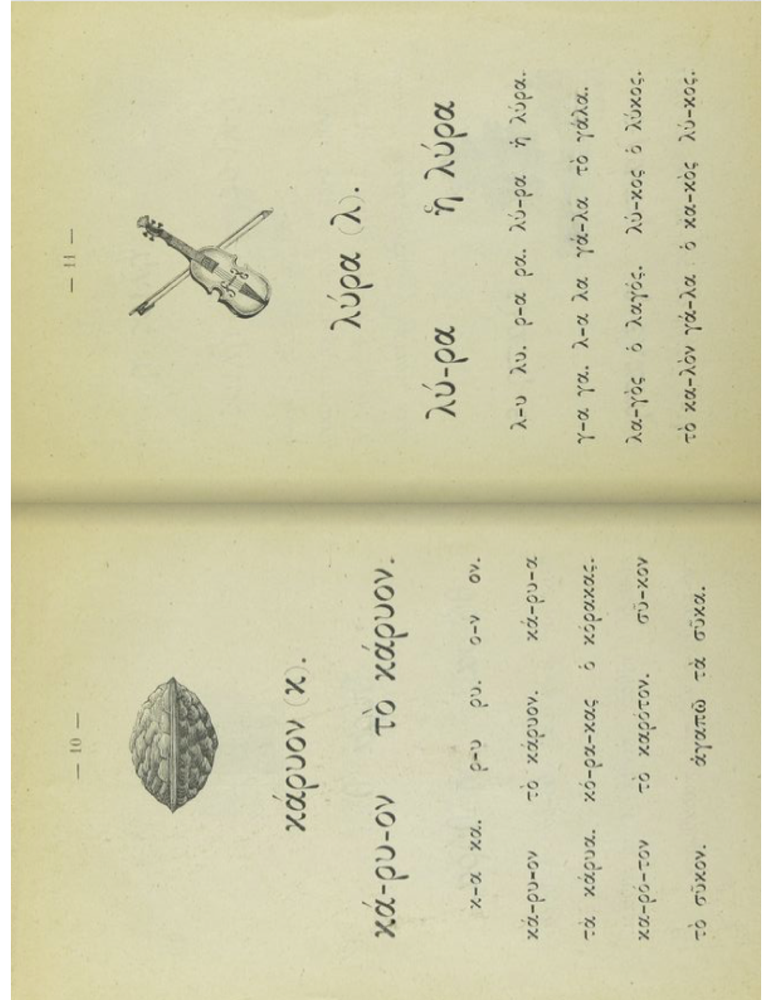 — 10 —
κάρυον (κ).
κά-ρυ-ον τὸ κάρυον.
κ-α κα. ρ-υ ρυ. ο-ν ον.
κά-ρυ-ον τὸ κάρυον. κά-ρυ-α
τὰ κάρυα. κό-ρα-κας ὁ κόρακας.
κα-ρό-τον τὸ καρότον. σῦ-κον
τὸ σῦκον. ἀγαπῶ τὰ σῦκα.
— 11 —
λύρα (λ).
λύ-ρα ἡ λύρα
λ-υ λυ. ρ-α ρα. λύ-ρα ἡ λύρα.
γ-α γα. λ-α λα γά-λα τὸ γάλα.
λα-γὸς ὁ λαγός. λύ-κος ὁ λύκος.
τὸ κα-λὸν γά-λα ὁ κα-κὸς λύ-κος.